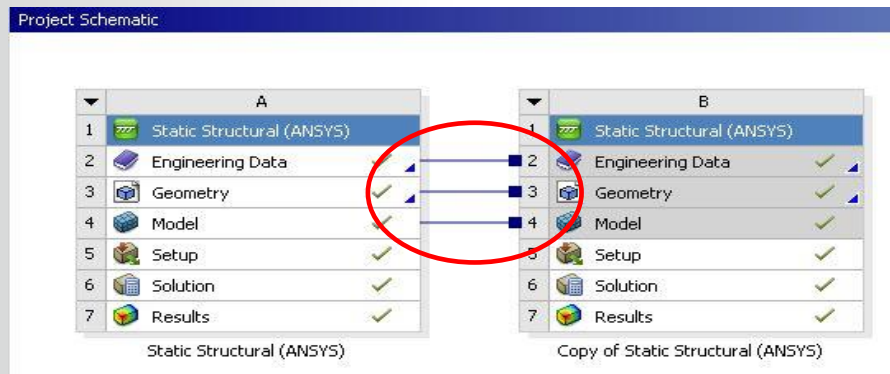 Project Schematic
A
1 Static Structural (ANSYS)
2 Engineering Data
3 Geometry
4 Model
5 Setup
6 Solution
7 Results
Static Structural (ANSYS)
B
1 Static Structural (ANSYS)
2 Engineering Data
3 Geometry
4 Model
5 Setup
6 Solution
7 Results
Copy of Static Structural (ANSYS)